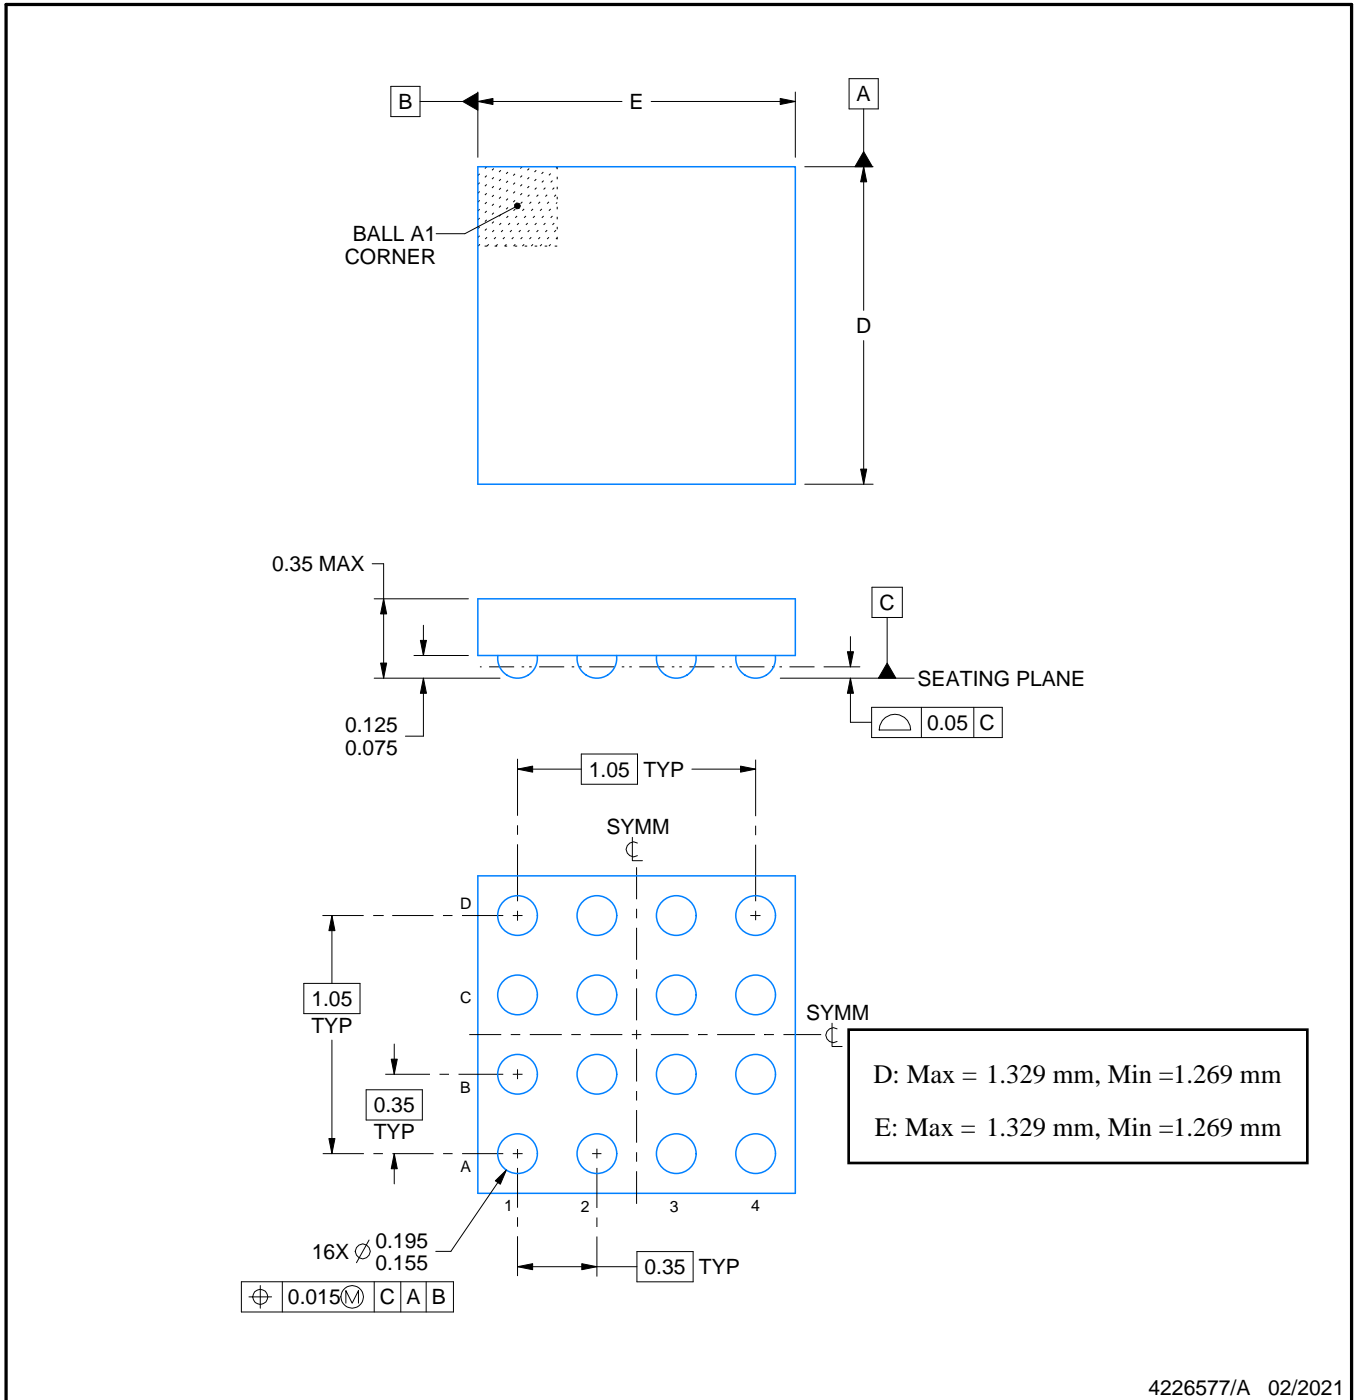 B
E
A
BALL A1
CORNER
D
0.35 MAX
C
SEATING PLANE
0.05 C
0.125
0.075
1.05 TYP
SYMM
D
C
1.05
TYP
SYMM
B
0.35
TYP
A
1 2 3 4
D: Max = 1.329 mm, Min =1.269 mm
E: Max = 1.329 mm, Min =1.269 mm
16X ∅ 0.195
0.155
0.35 TYP
⌖ 0.015Ⓜ C A B
4226577/A 02/2021